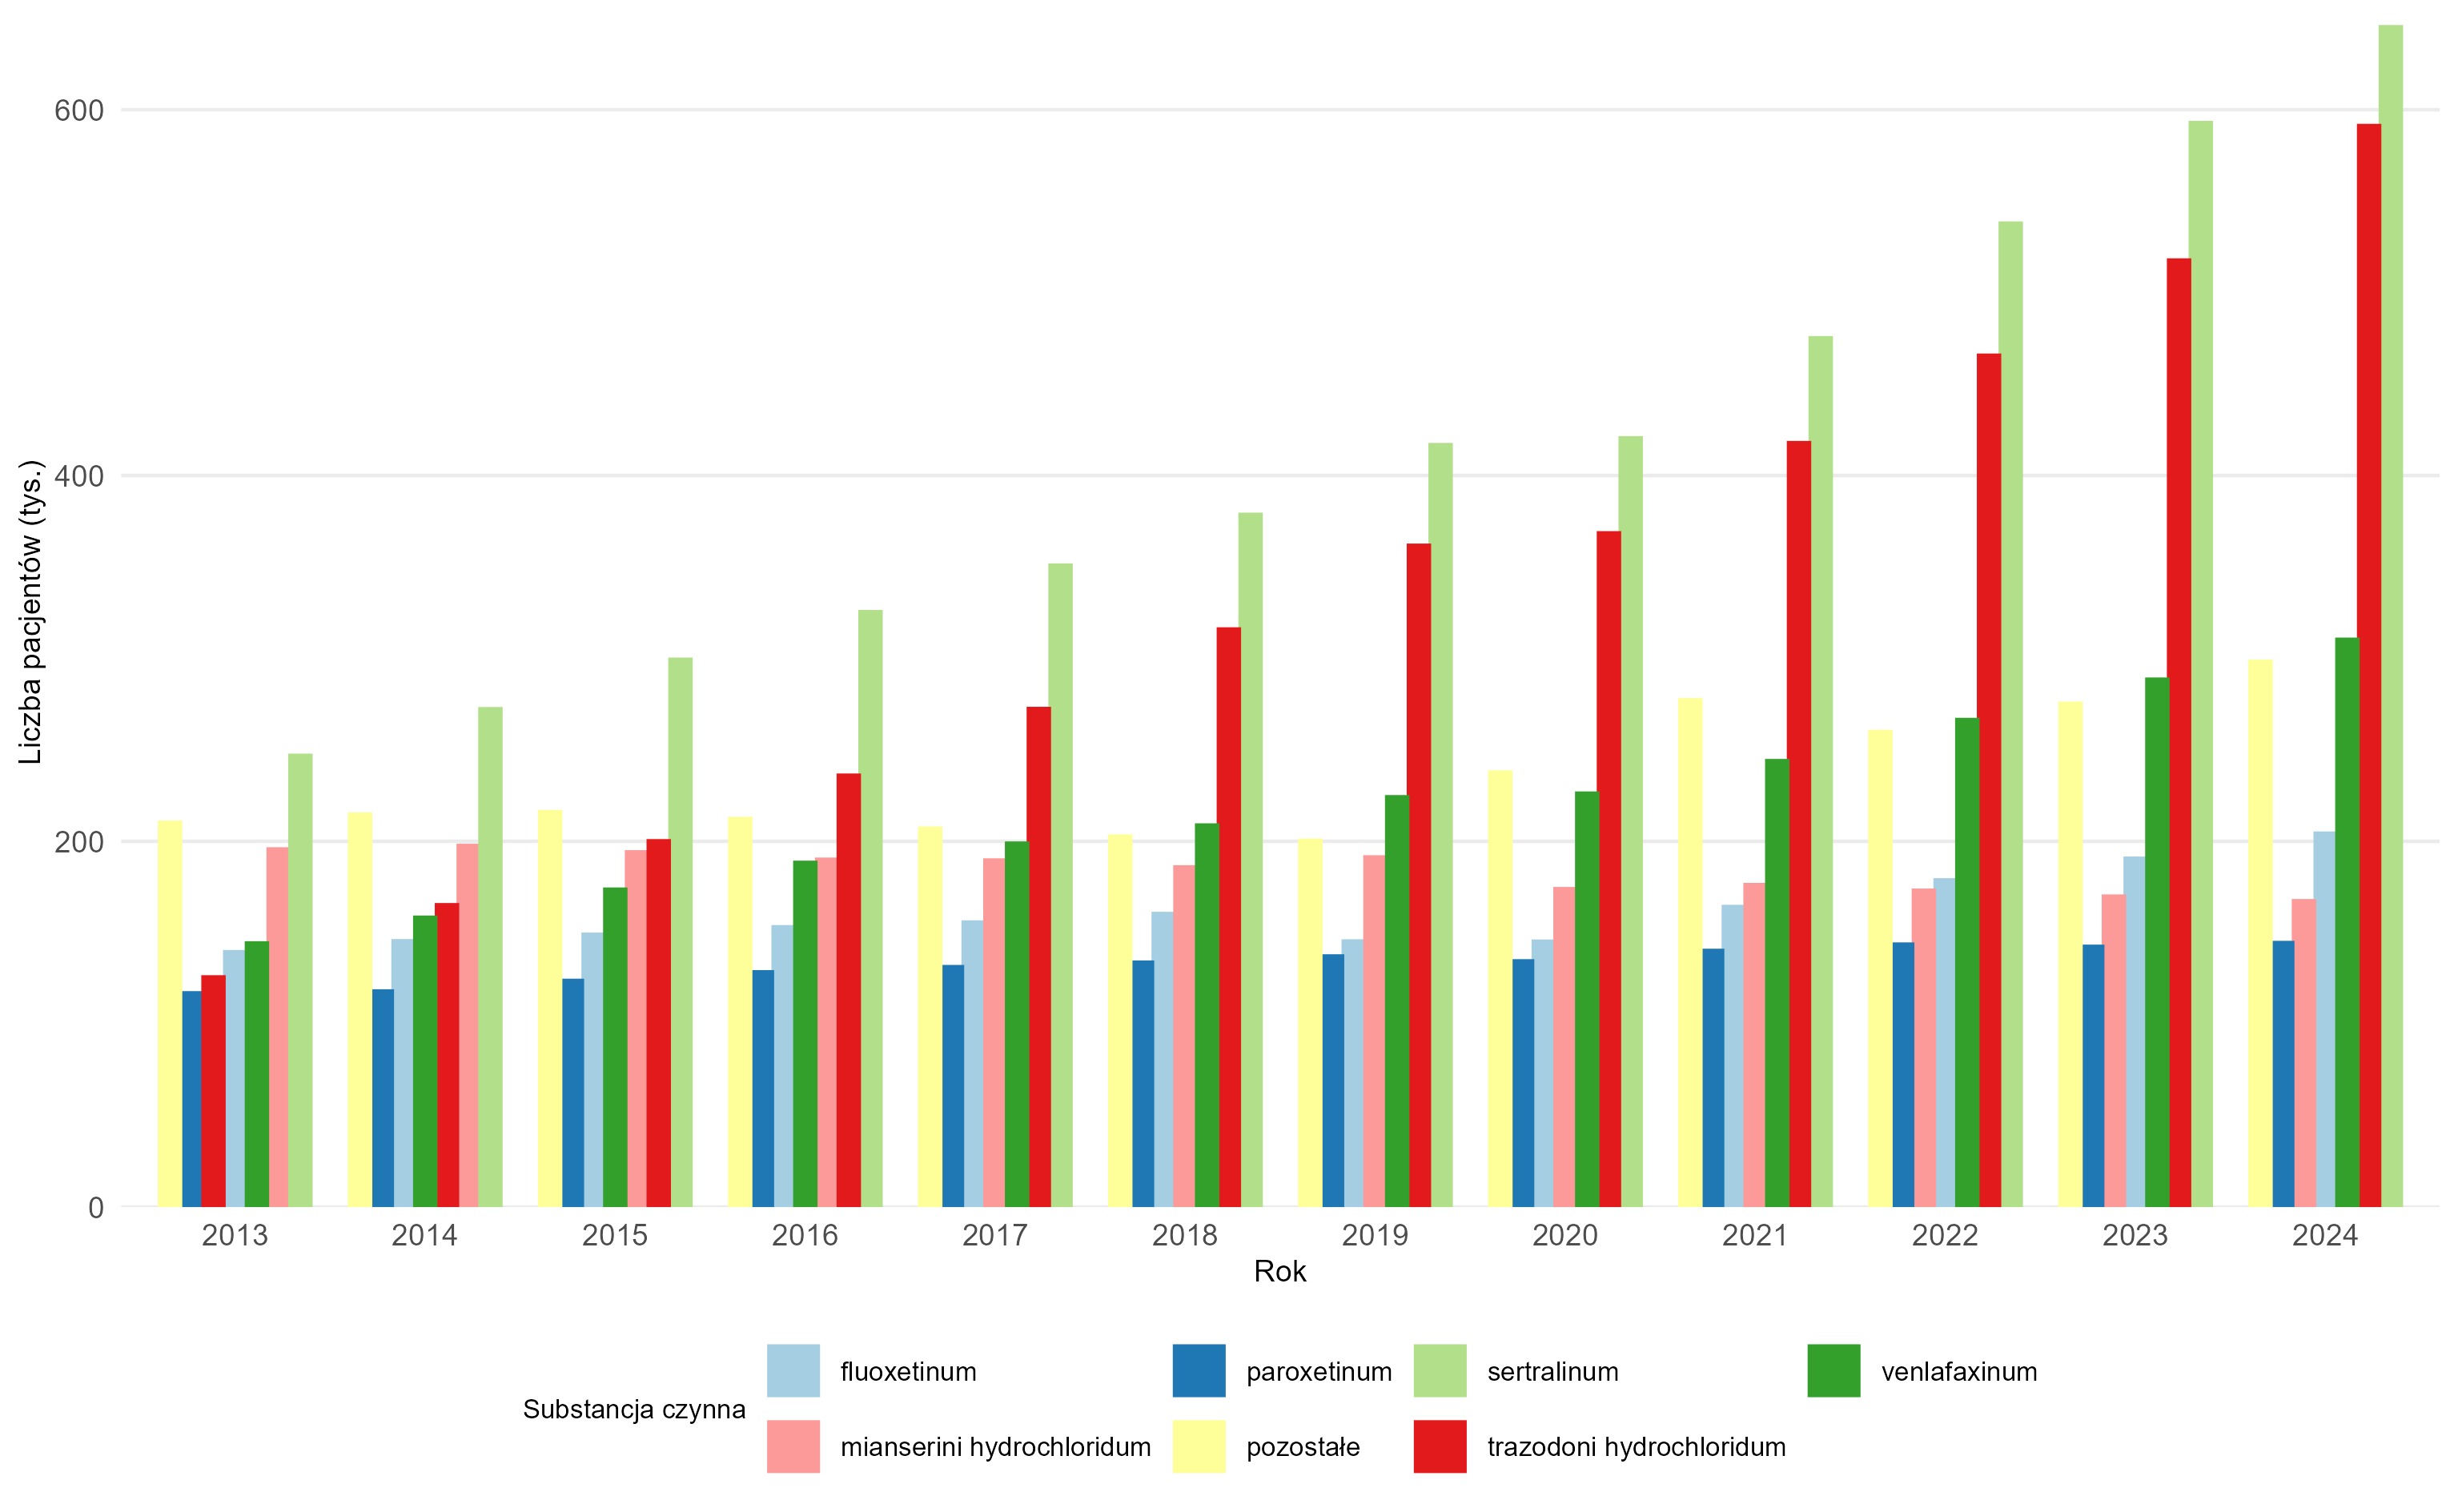 600
400
200
0
Liczba pacjentów (tys.)
2013 2014 2015 2016 2017 2018 2019 2020 2021 2022 2023 2024
Rok
Substancja czynna
fluoxetinum paroxetinum sertralinum venlafaxinum
mianserini hydrochloridum pozostałe trazodoni hydrochloridum